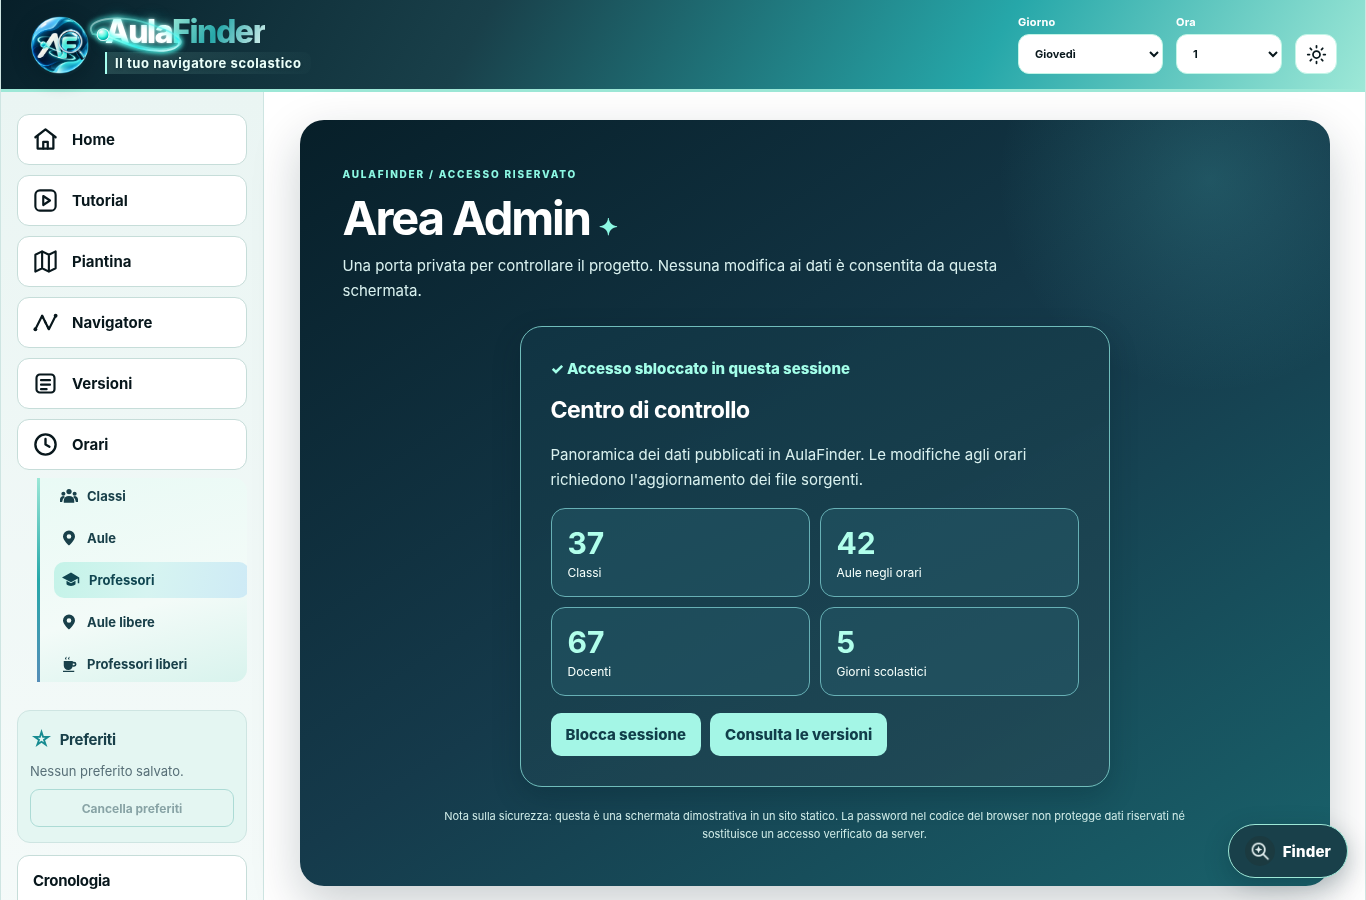 AF
AulaFinder
Il tuo navigatore scolastico
Giorno
Giovedì
Ora
1
Home
Tutorial
Piantina
Navigatore
Versioni
Orari
Classi
Aule
Professori
Aule libere
Professori liberi
Preferiti
Nessun preferito salvato.
Cancella preferiti
Cronologia
AULAFINDER / ACCESSO RISERVATO
Area Admin
Una porta privata per controllare il progetto. Nessuna modifica ai dati è consentita da questa
schermata.
✓ Accesso sbloccato in questa sessione
Centro di controllo
Panoramica dei dati pubblicati in AulaFinder. Le modifiche agli orari
richiedono l'aggiornamento dei file sorgenti.
37
Classi
42
Aule negli orari
67
Docenti
5
Giorni scolastici
Blocca sessione
Consulta le versioni
Nota sulla sicurezza: questa è una schermata dimostrativa in un sito statico. La password nel codice del browser non protegge dati riservati né
sostituisce un accesso verificato da server.
Finder